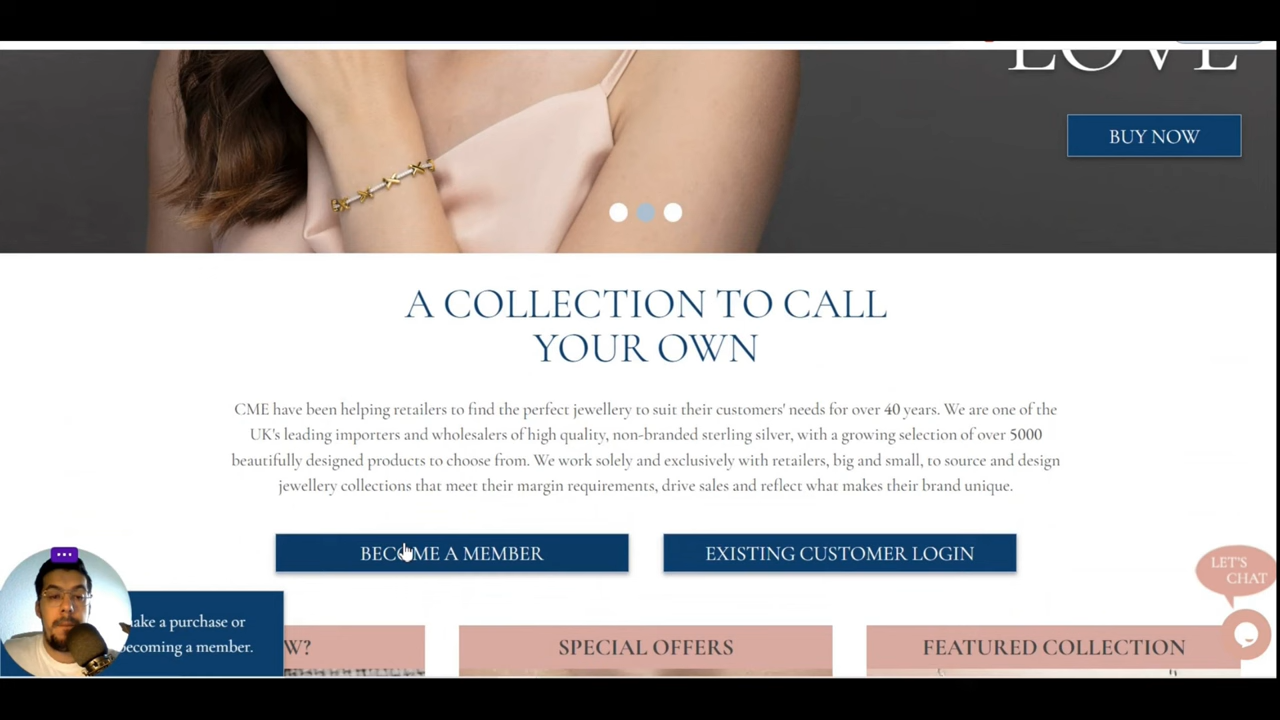 LOVE
BUY NOW
A COLLECTION TO CALL
YOUR OWN
CME have been helping retailers to find the perfect jewellery to suit their customers' needs for over 40 years. We are one of the
UK's leading importers and wholesalers of high quality, non-branded sterling silver, with a growing selection of over 5000
beautifully designed products to choose from. We work solely and exclusively with retailers, big and small, to source and design
jewellery collections that meet their margin requirements, drive sales and reflect what makes their brand unique.
BECOME A MEMBER
EXISTING CUSTOMER LOGIN
LET'S
CHAT
purchase or
becoming a member.
W?
SPECIAL OFFERS
FEATURED COLLECTION